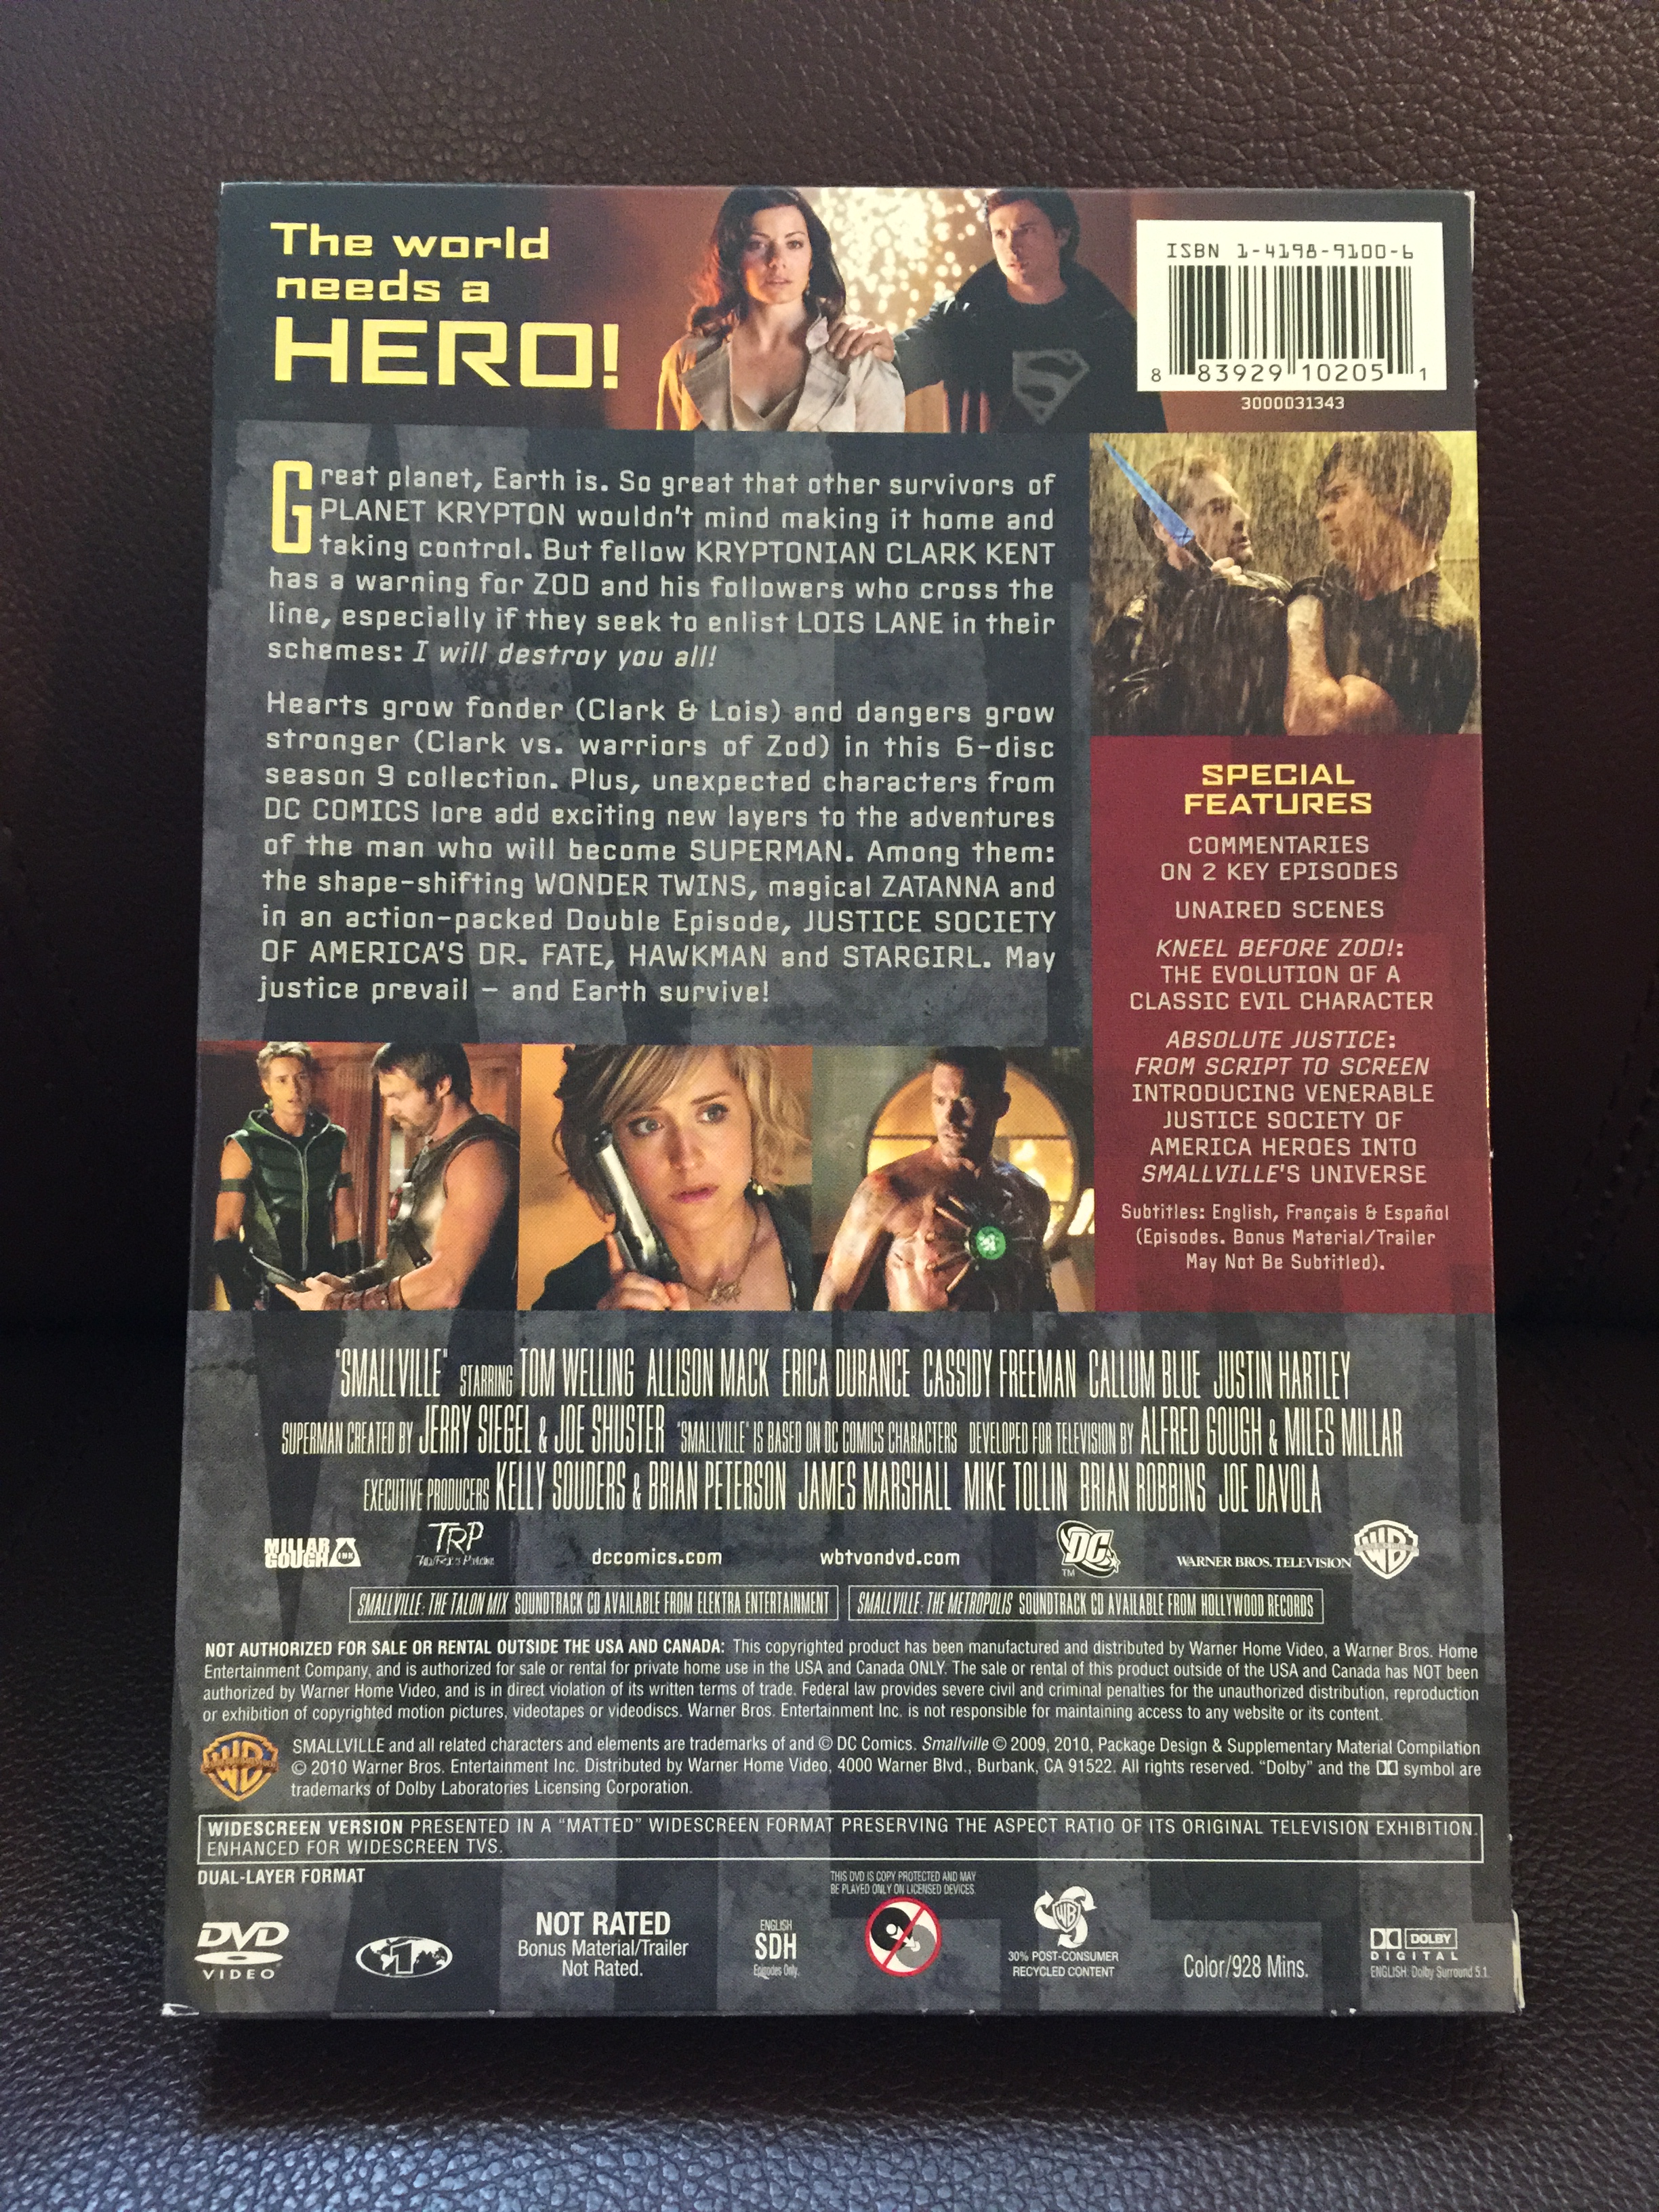 The world
needs a
HERO!
ISBN 1-4198-9100-6
8 83929 10205 1
3000031343
Great planet, Earth is. So great that other survivors of
PLANET KRYPTON wouldn't mind making it home and
taking control. But fellow KRYPTONIAN CLARK KENT
has a warning for ZOD and his followers who cross the
line, especially if they seek to enlist LOIS LANE in their
schemes: I will destroy you all!
Hearts grow fonder (Clark & Lois) and dangers grow
stronger (Clark vs. warriors of Zod) in this 6-disc
season 9 collection. Plus, unexpected characters from
DC COMICS lore add exciting new layers to the adventures
of the man who will become SUPERMAN. Among them:
the shape-shifting WONDER TWINS, magical ZATANNA and
in an action-packed Double Episode, JUSTICE SOCIETY
OF AMERICA'S DR. FATE, HAWKMAN and STARGIRL. May
justice prevail – and Earth survive!
SPECIAL
FEATURES
COMMENTARIES
ON 2 KEY EPISODES
UNAIRED SCENES
KNEEL BEFORE ZOD!:
THE EVOLUTION OF A
CLASSIC EVIL CHARACTER
ABSOLUTE JUSTICE:
FROM SCRIPT TO SCREEN
INTRODUCING VENERABLE
JUSTICE SOCIETY OF
AMERICA HEROES INTO
SMALLVILLE'S UNIVERSE
Subtitles: English, Français & Español
(Episodes. Bonus Material/Trailer
May Not Be Subtitled).
"SMALLVILLE" STARRING TOM WELLING ALLISON MACK ERICA DURANCE CASSIDY FREEMAN CALLUM BLUE JUSTIN HARTLEY
SUPERMAN CREATED BY JERRY SIEGEL & JOE SHUSTER "SMALLVILLE" IS BASED ON DC COMICS CHARACTERS DEVELOPED FOR TELEVISION BY ALFRED GOUGH & MILES MILLAR
EXECUTIVE PRODUCERS KELLY SOUDERS & BRIAN PETERSON JAMES MARSHALL MIKE TOLLIN BRIAN ROBBINS JOE DAVOLA
MILLAR GOUGH INK TRP dccomics.com wbtvondvd.com DC TM WARNER BROS. TELEVISION WB
SMALLVILLE: THE TALON MIX SOUNDTRACK CD AVAILABLE FROM ELEKTRA ENTERTAINMENT SMALLVILLE: THE METROPOLIS SOUNDTRACK CD AVAILABLE FROM HOLLYWOOD RECORDS
NOT AUTHORIZED FOR SALE OR RENTAL OUTSIDE THE USA AND CANADA: This copyrighted product has been manufactured and distributed by Warner Home Video, a Warner Bros. Home
Entertainment Company, and is authorized for sale or rental for private home use in the USA and Canada ONLY. The sale or rental of this product outside of the USA and Canada has NOT been
authorized by Warner Home Video, and is in direct violation of its written terms of trade. Federal law provides severe civil and criminal penalties for the unauthorized distribution, reproduction
or exhibition of copyrighted motion pictures, videotapes or videodiscs. Warner Bros. Entertainment Inc. is not responsible for maintaining access to any website or its content.
WB
SMALLVILLE and all related characters and elements are trademarks of and © DC Comics. Smallville © 2009, 2010, Package Design & Supplementary Material Compilation
© 2010 Warner Bros. Entertainment Inc. Distributed by Warner Home Video, 4000 Warner Blvd., Burbank, CA 91522. All rights reserved. "Dolby" and the DD symbol are
trademarks of Dolby Laboratories Licensing Corporation.
WIDESCREEN VERSION PRESENTED IN A "MATTED" WIDESCREEN FORMAT PRESERVING THE ASPECT RATIO OF ITS ORIGINAL TELEVISION EXHIBITION.
ENHANCED FOR WIDESCREEN TVS.
DUAL-LAYER FORMAT
DVD
VIDEO
1
NOT RATED
Bonus Material/Trailer
Not Rated.
ENGLISH
SDH
Episodes Only.
THIS DVD IS COPY PROTECTED AND MAY
BE PLAYED ONLY ON LICENSED DEVICES.
WB
30% POST-CONSUMER
RECYCLED CONTENT
Color/928 Mins.
DOLBY
DIGITAL
ENGLISH: Dolby Surround 5.1